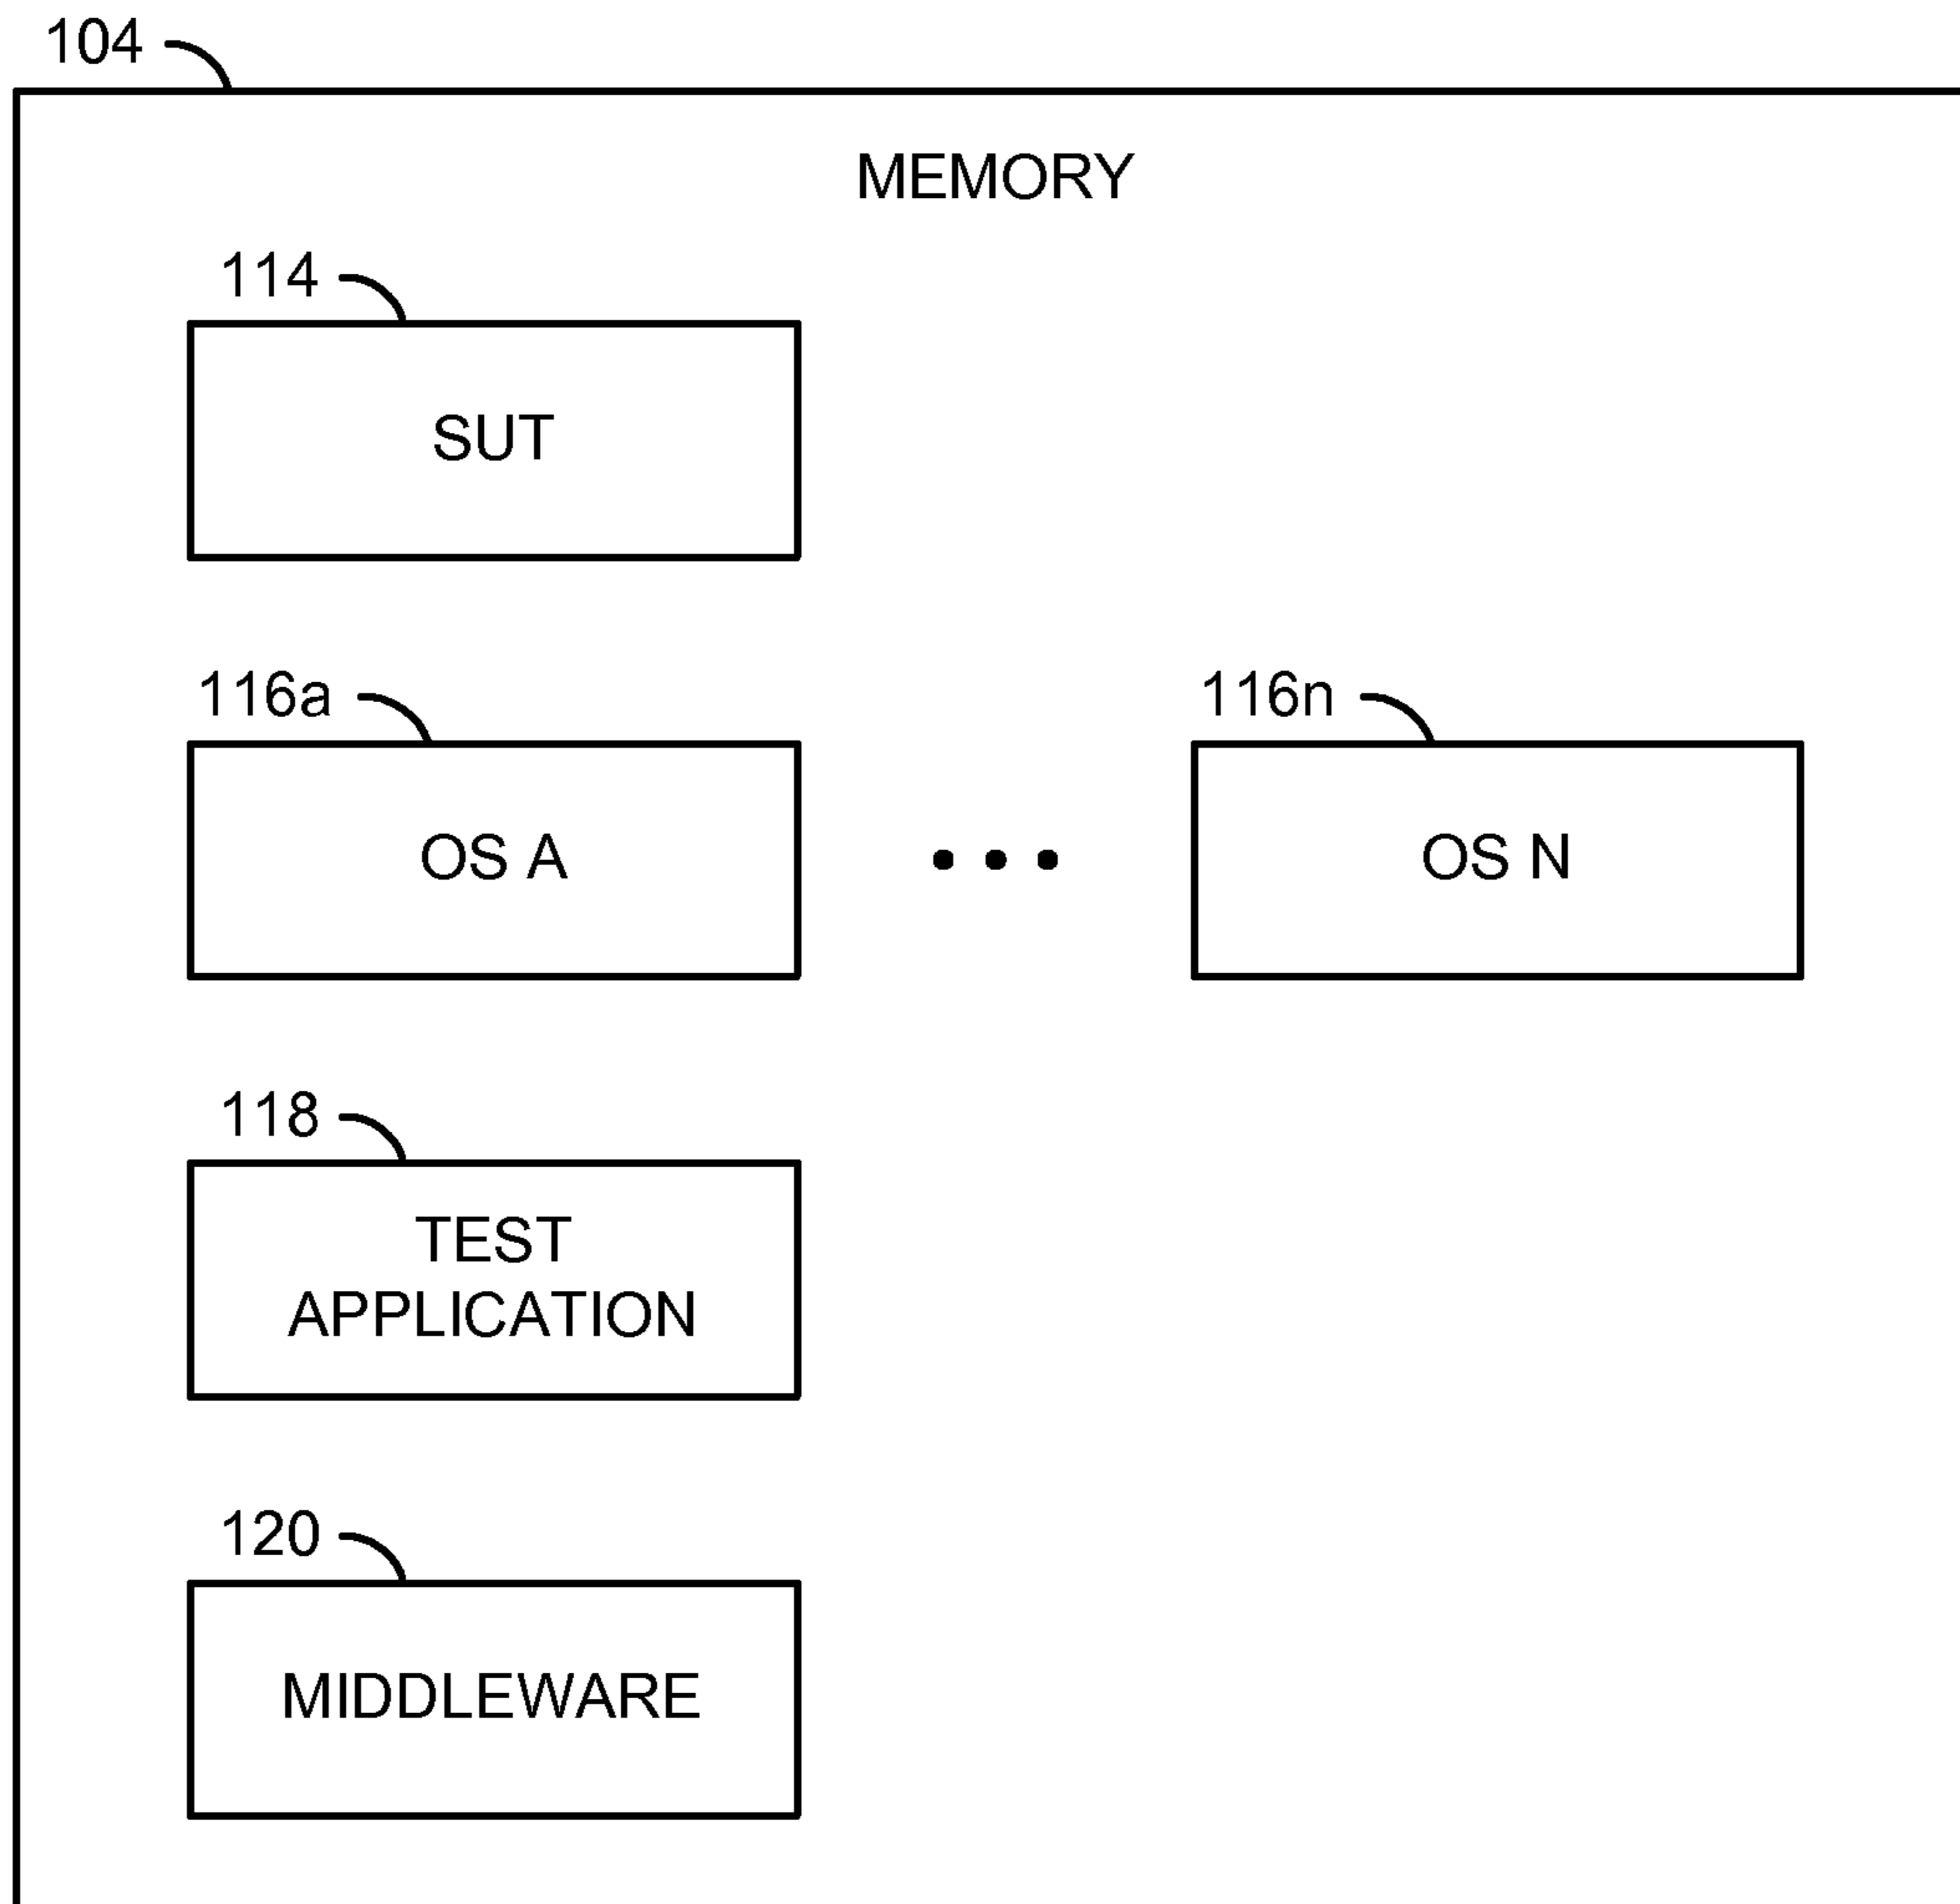 104
MEMORY
114
SUT
116a
116n
OS A
OS N
118
TEST
APPLICATION
120
MIDDLEWARE